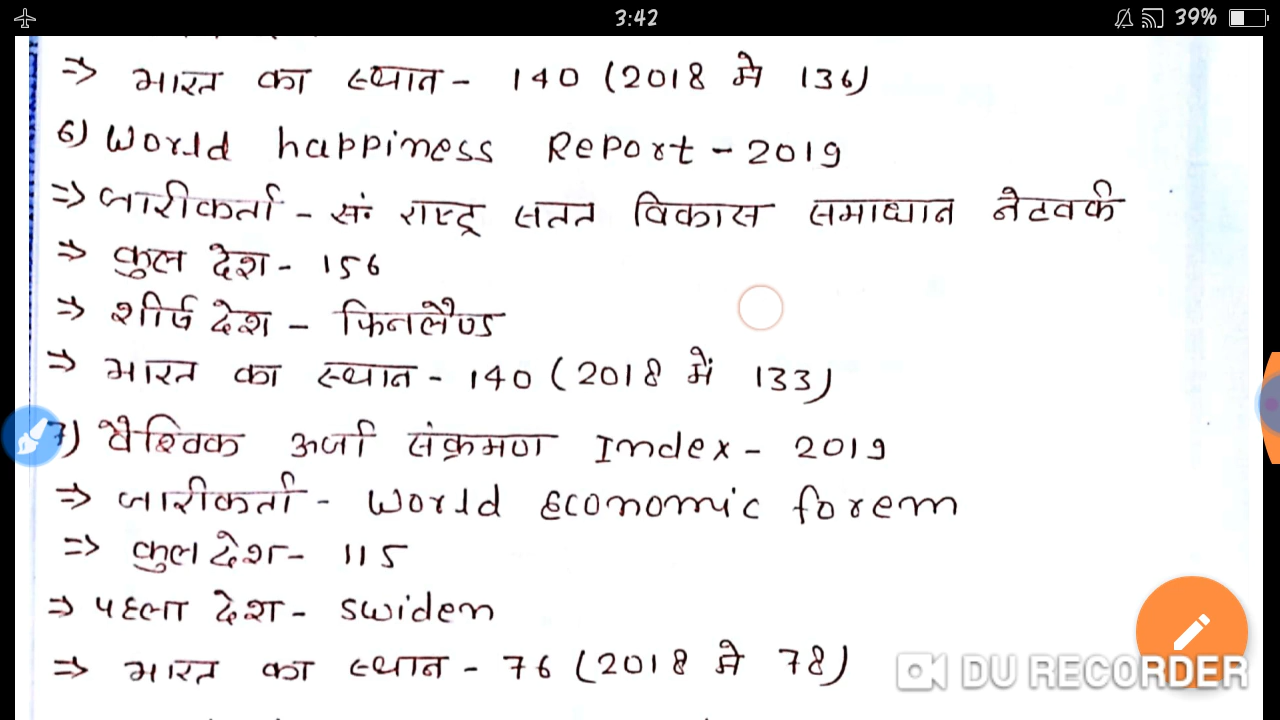 3:42 39%
⇒ भारत का स्थान - 140 (2018 मे 136)
6) World happiness Report - 2019
⇒ जारीकर्ता - सं. राष्ट्र सतत विकास समाधान नेटवर्क
⇒ कुल देश - 156
⇒ शीर्ष देश - फिनलैण्ड
⇒ भारत का स्थान - 140 (2018 में 133)
7) वैश्विक ऊर्जा संक्रमण Index - 2019
⇒ जारीकर्ता - World Economic forem
⇒ कुल देश - 115
⇒ पहला देश - swiden
⇒ भारत का स्थान - 76 (2018 मे 78)
DU RECORDER